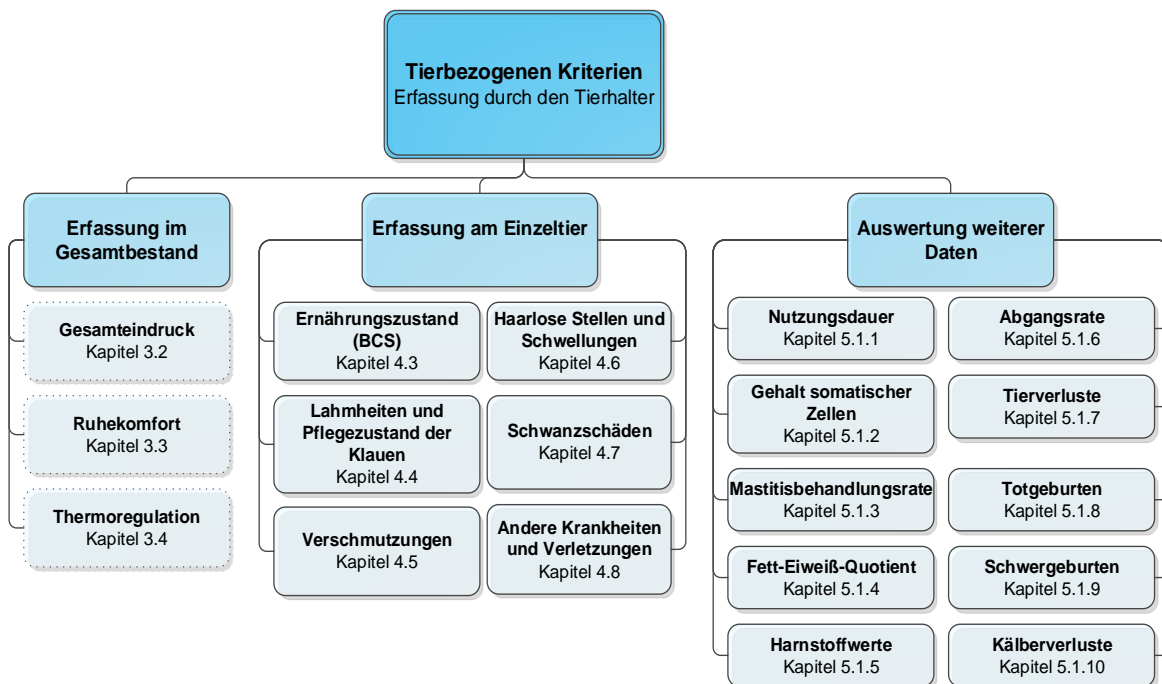 Tierbezogenen Kriterien
Erfassung durch den Tierhalter
Erfassung im
Gesamtbestand
Gesamteindruck
Kapitel 3.2
Ruhekomfort
Kapitel 3.3
Thermoregulation
Kapitel 3.4
Erfassung am Einzeltier
Ernährungszustand
(BCS)
Kapitel 4.3
Lahmheiten und
Pflegezustand der
Klauen
Kapitel 4.4
Verschmutzungen
Kapitel 4.5
Haarlose Stellen und
Schwellungen
Kapitel 4.6
Schwanzschäden
Kapitel 4.7
Andere Krankheiten
und Verletzungen
Kapitel 4.8
Auswertung weiterer
Daten
Nutzungsdauer
Kapitel 5.1.1
Gehalt somatischer
Zellen
Kapitel 5.1.2
Mastitisbehandlungsrate
Kapitel 5.1.3
Fett-Eiweiß-Quotient
Kapitel 5.1.4
Harnstoffwerte
Kapitel 5.1.5
Abgangsrate
Kapitel 5.1.6
Tierverluste
Kapitel 5.1.7
Totgeburten
Kapitel 5.1.8
Schwergeburten
Kapitel 5.1.9
Kälberverluste
Kapitel 5.1.10